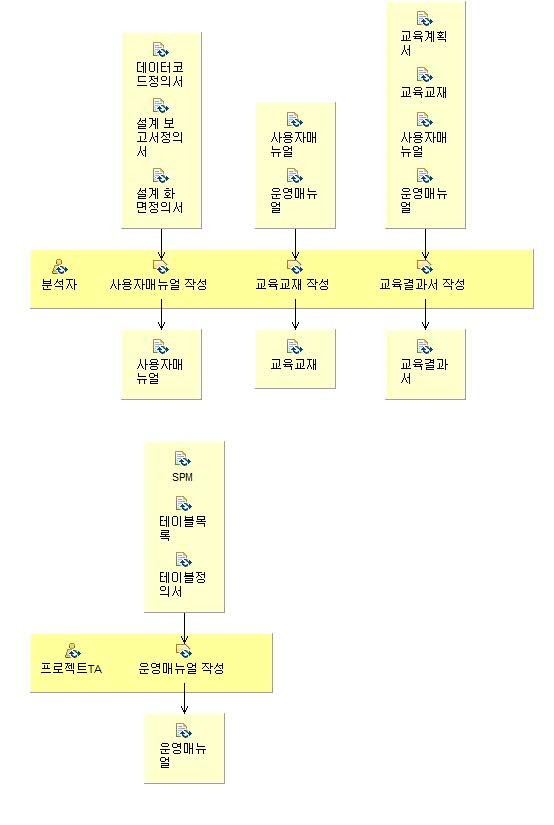 데이터코
드정의서
설계 보
고서정의
서
설계 화
면정의서
사용자매
뉴얼
운영매뉴
얼
교육계획
서
교육교재
사용자매
뉴얼
운영매뉴
얼
분석자
사용자매뉴얼 작성
교육교재 작성
교육결과서 작성
사용자매
뉴얼
교육교재
교육결과
서
SPM
테이블목
록
테이블정
의서
프로젝트TA
운영매뉴얼 작성
운영매뉴
얼